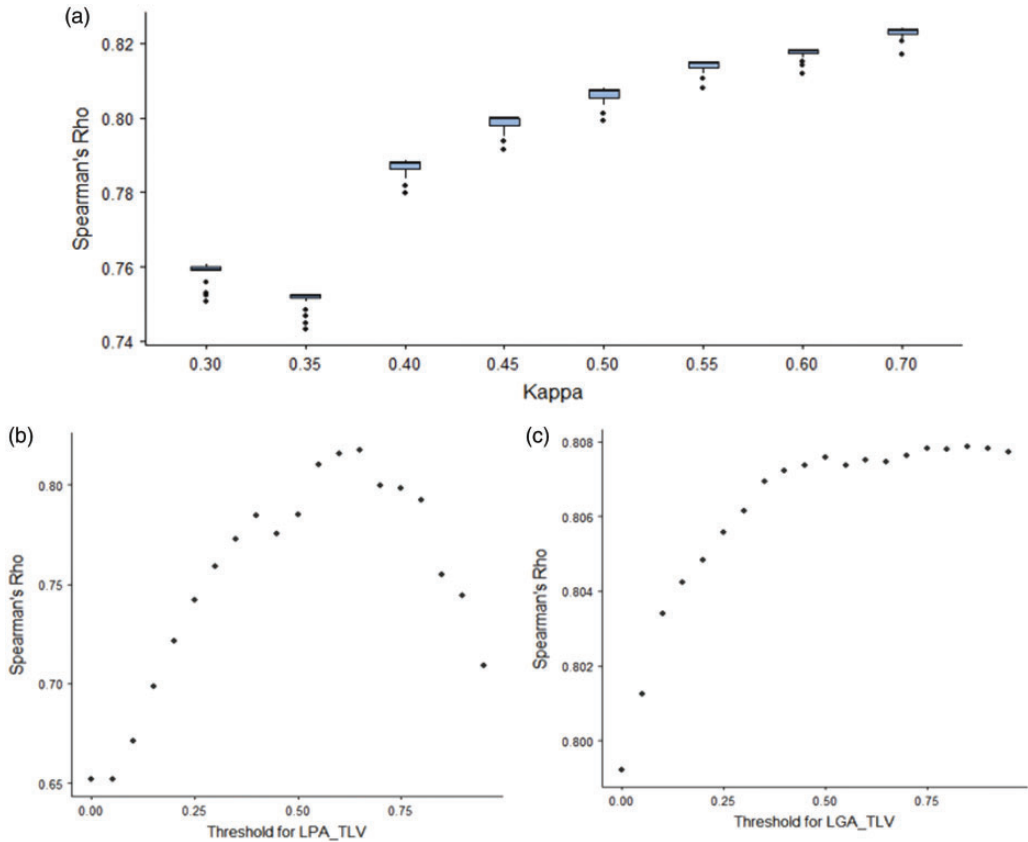 (a)
Spearman's Rho
0.82
0.80
0.78
0.76
0.74
0.30 0.35 0.40 0.45 0.50 0.55 0.60 0.70
Kappa
(b)
Spearman's Rho
0.80
0.75
0.70
0.65
0.00 0.25 0.50 0.75
Threshold for LPA_TLV
(c)
Spearman's Rho
0.808
0.806
0.804
0.802
0.800
0.00 0.25 0.50 0.75
Threshold for LGA_TLV